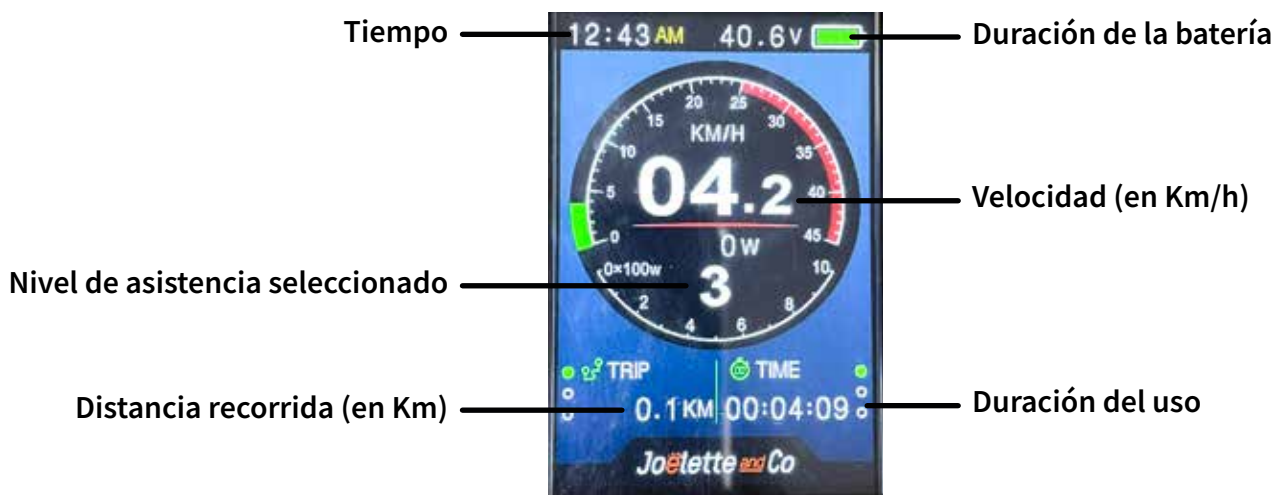 Tiempo
12:43 AM 40.6V
Duración de la batería
20 25
15 30
KM/H
10 35
5 40
04.2
Velocidad (en Km/h)
0 45
0W
0×100w 10
Nivel de asistencia seleccionado
3
2 8
4 6
TRIP TIME
Distancia recorrida (en Km)
0.1 KM 00:04:09
Duración del uso
Joëlette and Co